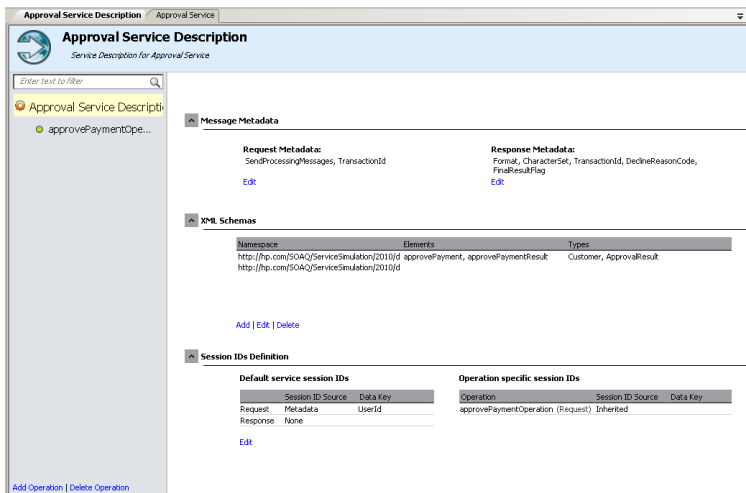 Approval Service Description
Approval Service
Approval Service Description
Service Description for Approval Service
Enter text to filter
Approval Service Descripti
approvePaymentOpe...
Message Metadata
Request Metadata:
SendProcessingMessages, TransactionId
Edit
Response Metadata:
Format, CharacterSet, TransactionId, DeclineReasonCode,
FinalResultFlag
Edit
XML Schemas
Namespace Elements Types
http://hp.com/SOAQ/ServiceSimulation/2010/d approvePayment, approvePaymentResult Customer, ApprovalResult
http://hp.com/SOAQ/ServiceSimulation/2010/d
Add | Edit | Delete
Session IDs Definition
Default service session IDs
Session ID Source Data Key
Request Metadata UserId
Response None
Edit
Operation specific session IDs
Operation Session ID Source Data Key
approvePaymentOperation (Request) Inherited
Add Operation | Delete Operation